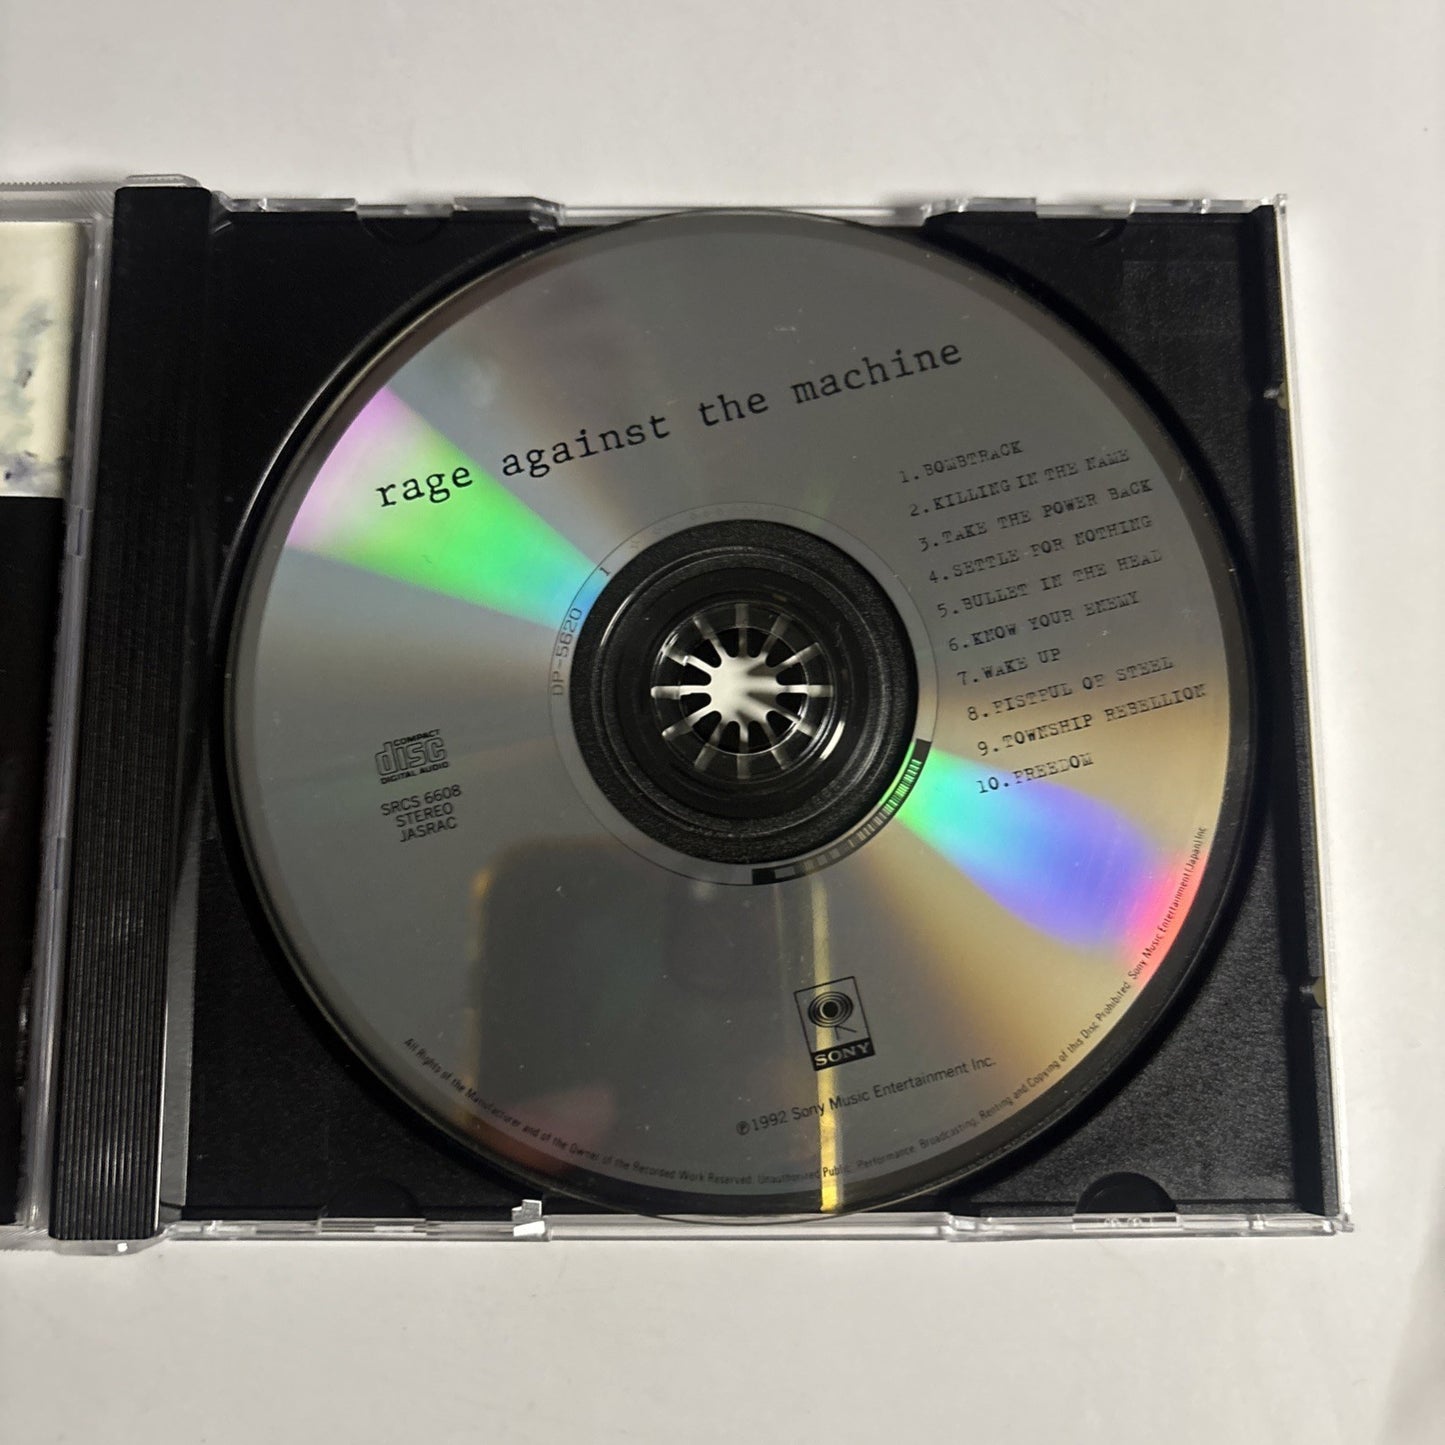 rage against the machine
1. BOMBTRACK
2. KILLING IN THE NAME
3. TAKE THE POWER BACK
4. SETTLE FOR NOTHING
5. BULLET IN THE HEAD
6. KNOW YOUR ENEMY
7. WAKE UP
8. FISTFUL OF STEEL
9. TOWNSHIP REBELLION
10. FREEDOM
DP-5620 1
COMPACT
disc
DIGITAL AUDIO
SRCS 6608
STEREO
JASRAC
SONY
℗1992 Sony Music Entertainment Inc.
All Rights of the Manufacturer and of the Owner of the Recorded Work Reserved. Unauthorized Public Performance, Broadcasting, Renting and Copying of this Disc Prohibited. Sony Music Entertainment (Japan) Inc